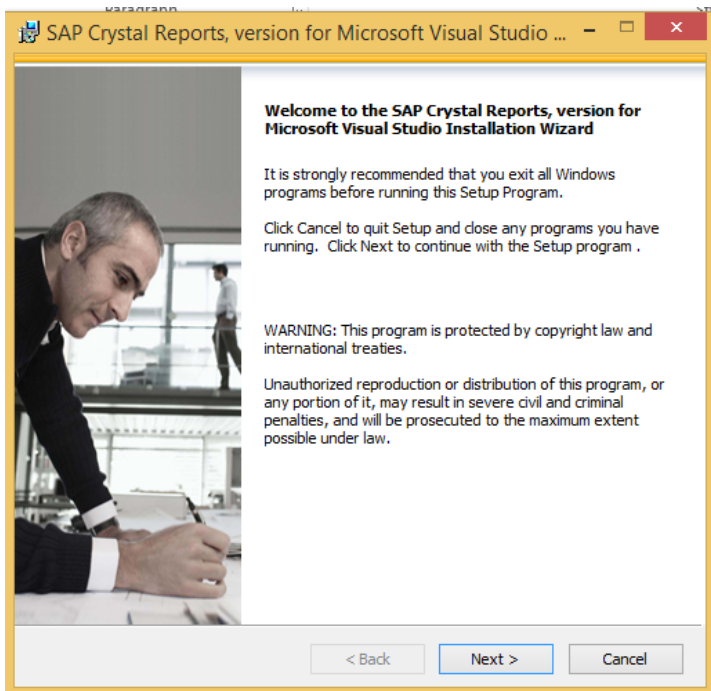 Paragraph
SAP Crystal Reports, version for Microsoft Visual Studio ...
Welcome to the SAP Crystal Reports, version for
Microsoft Visual Studio Installation Wizard
It is strongly recommended that you exit all Windows
programs before running this Setup Program.
Click Cancel to quit Setup and close any programs you have
running. Click Next to continue with the Setup program .
WARNING: This program is protected by copyright law and
international treaties.
Unauthorized reproduction or distribution of this program, or
any portion of it, may result in severe civil and criminal
penalties, and will be prosecuted to the maximum extent
possible under law.
< Back Next > Cancel